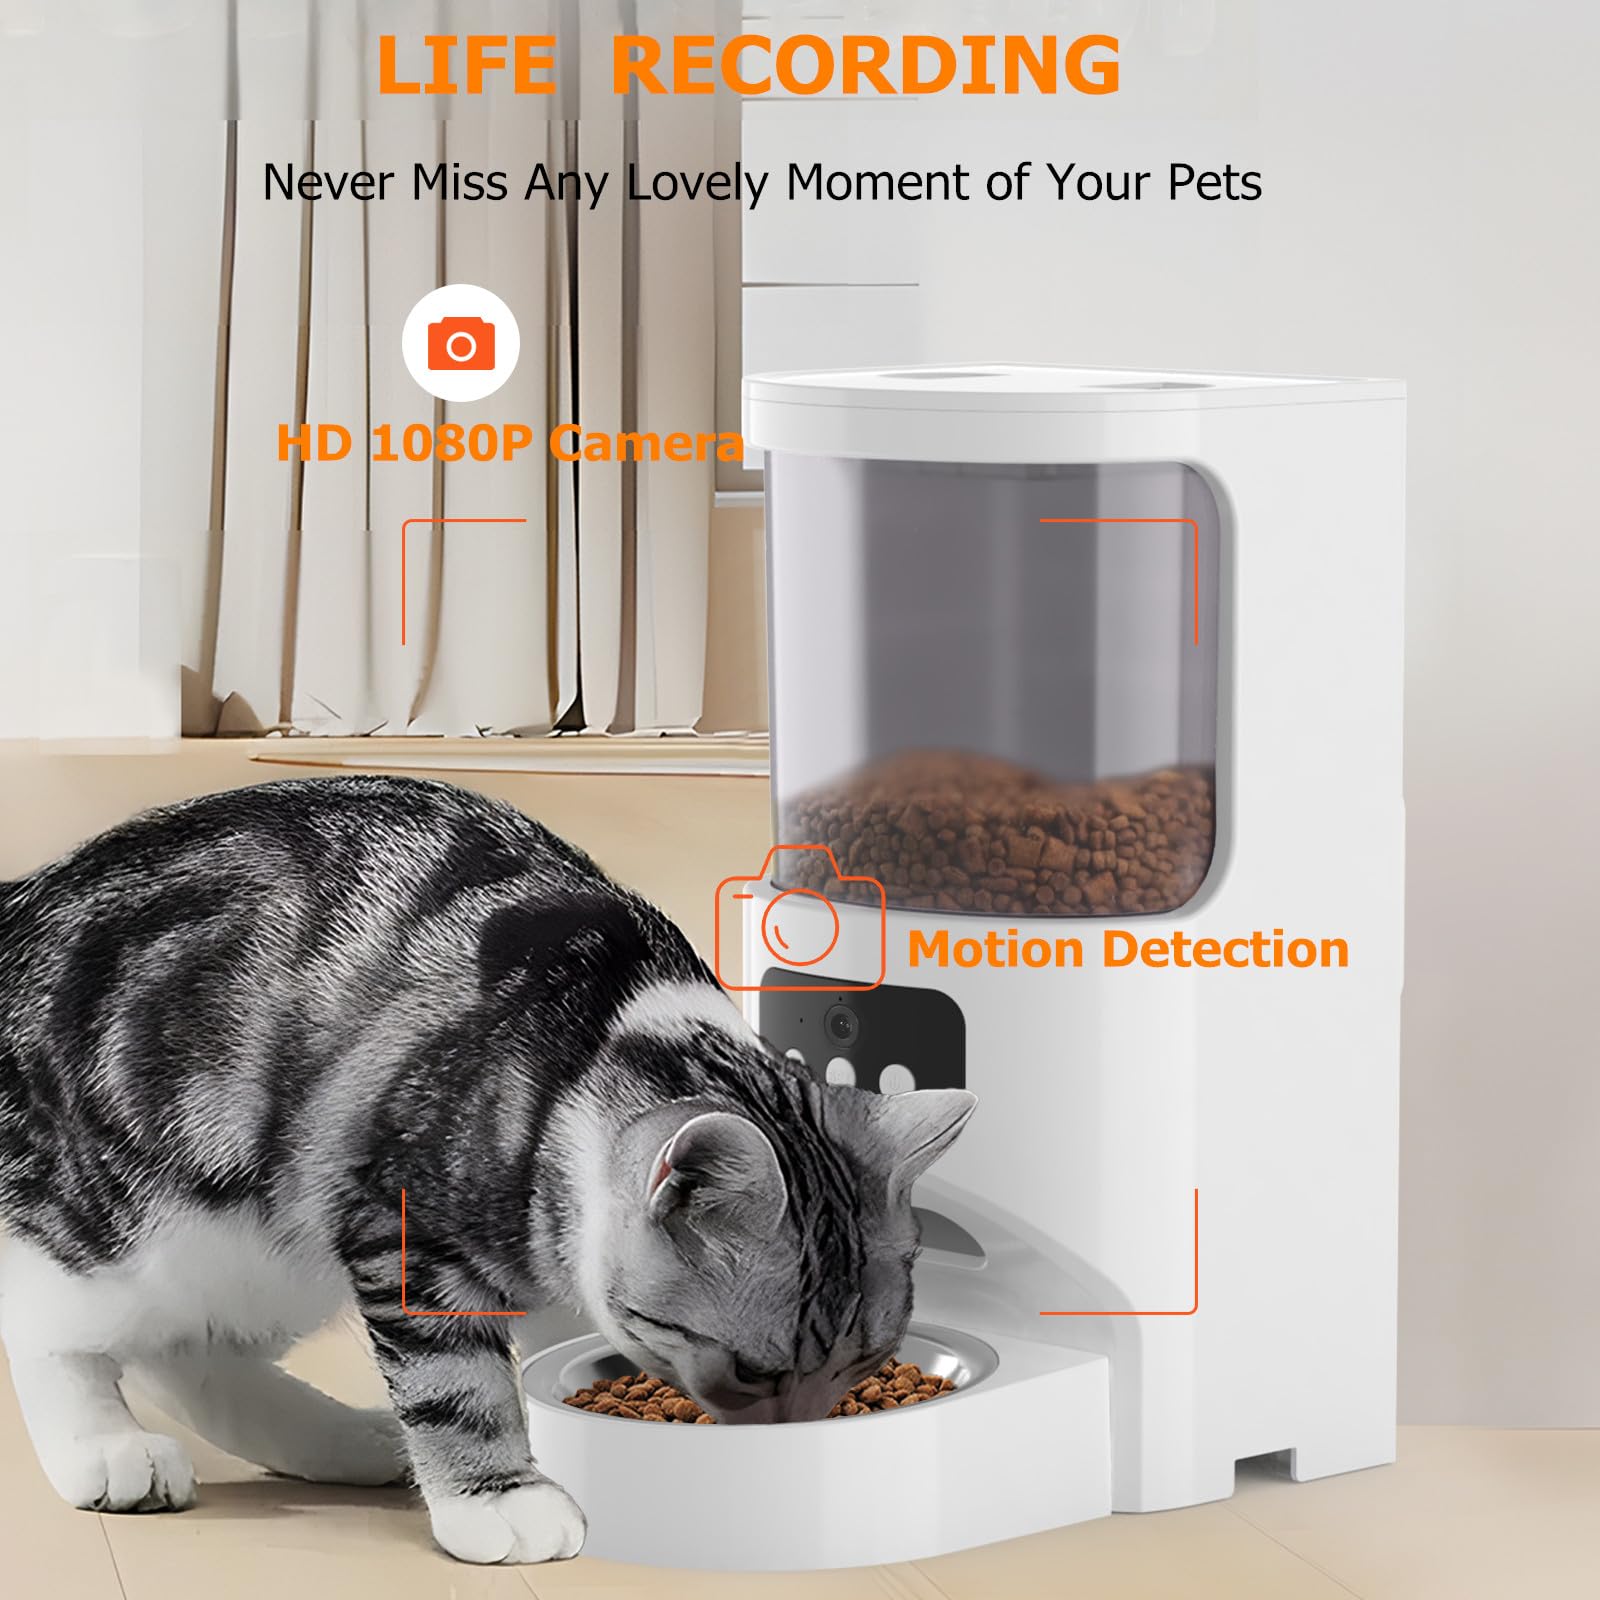 LIFE RECORDING
Never Miss Any Lovely Moment of Your Pets
HD 1080P Camera
Motion Detection